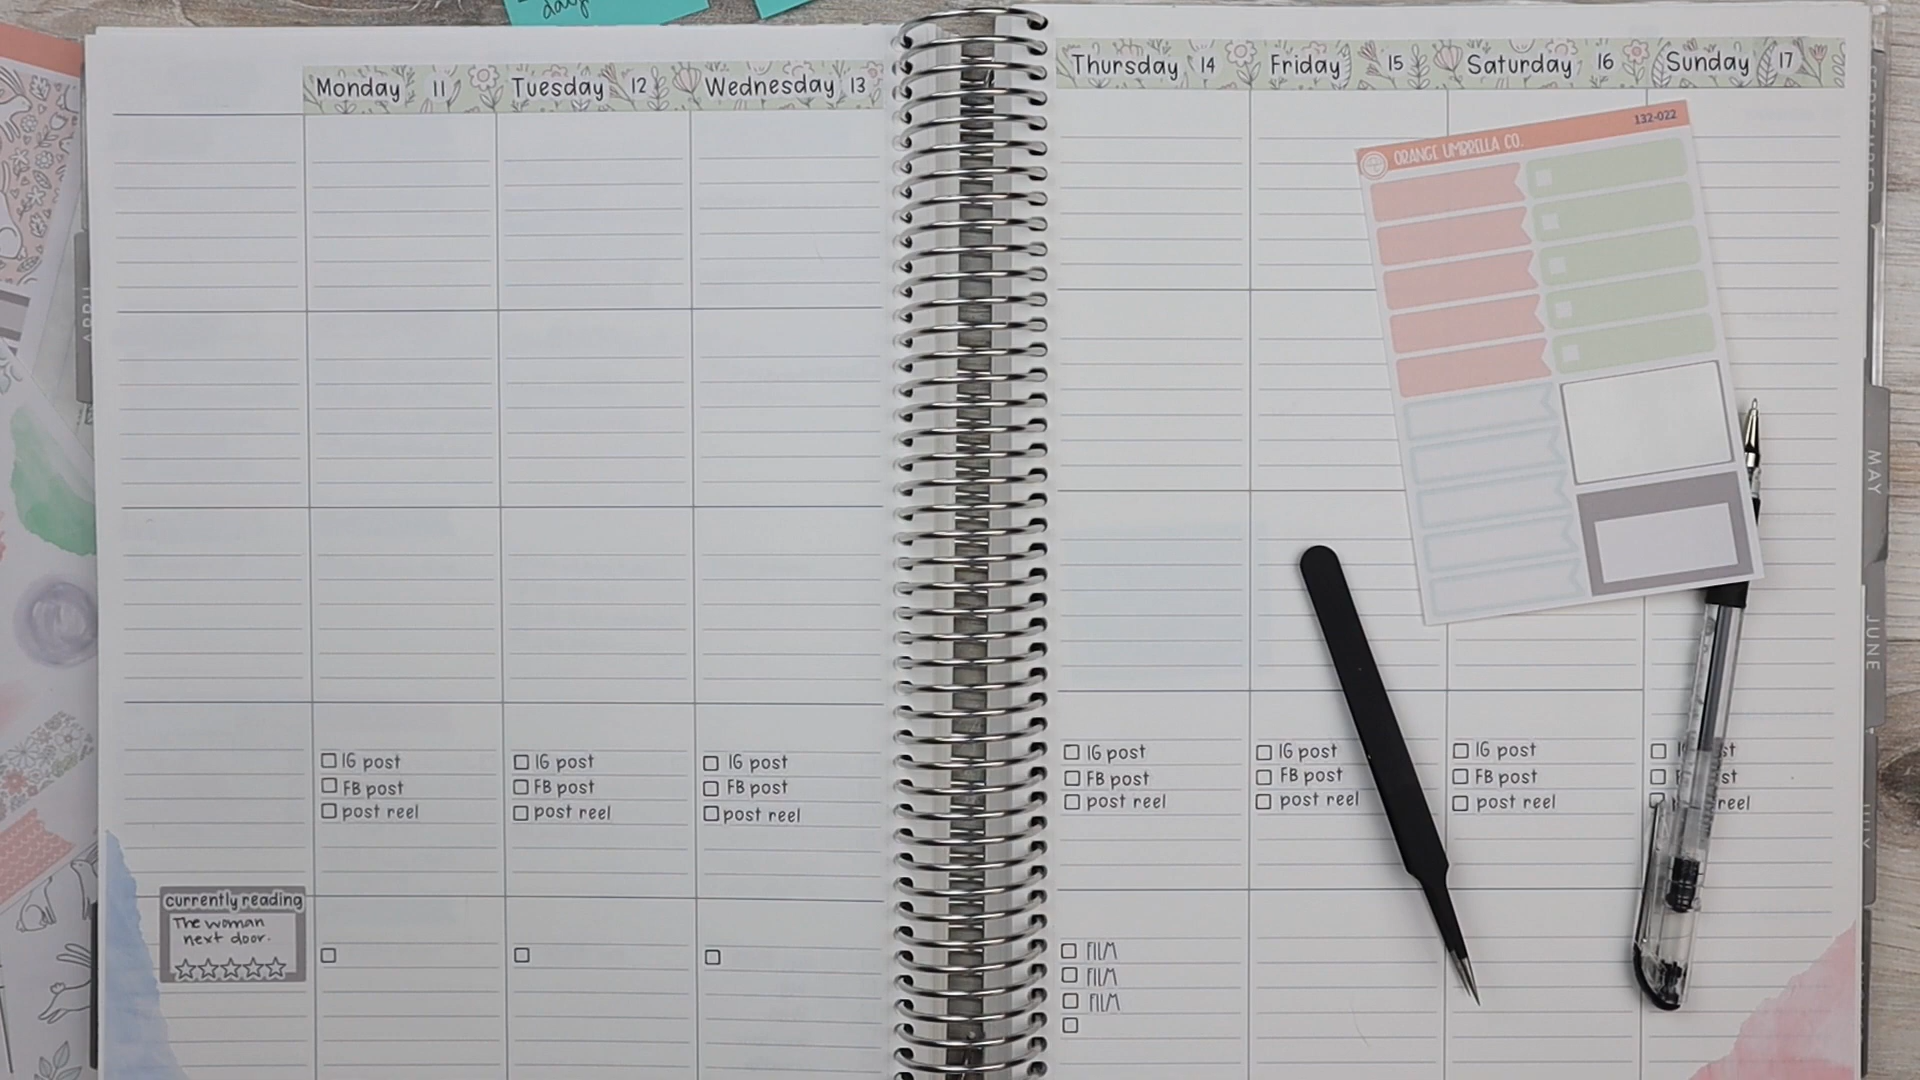 day
Monday 11
Tuesday 12
Wednesday 13
Thursday 14
Friday 15
Saturday 16
Sunday 17
132-022
ORANGE UMBRELLA CO.
IG post
FB post
post reel
IG post
FB post
post reel
IG post
FB post
post reel
IG post
FB post
post reel
IG post
FB post
post reel
IG post
FB post
post reel
reel
currently reading
The woman
next door.
FILM
FILM
FILM
MAY
JUNE
JULY